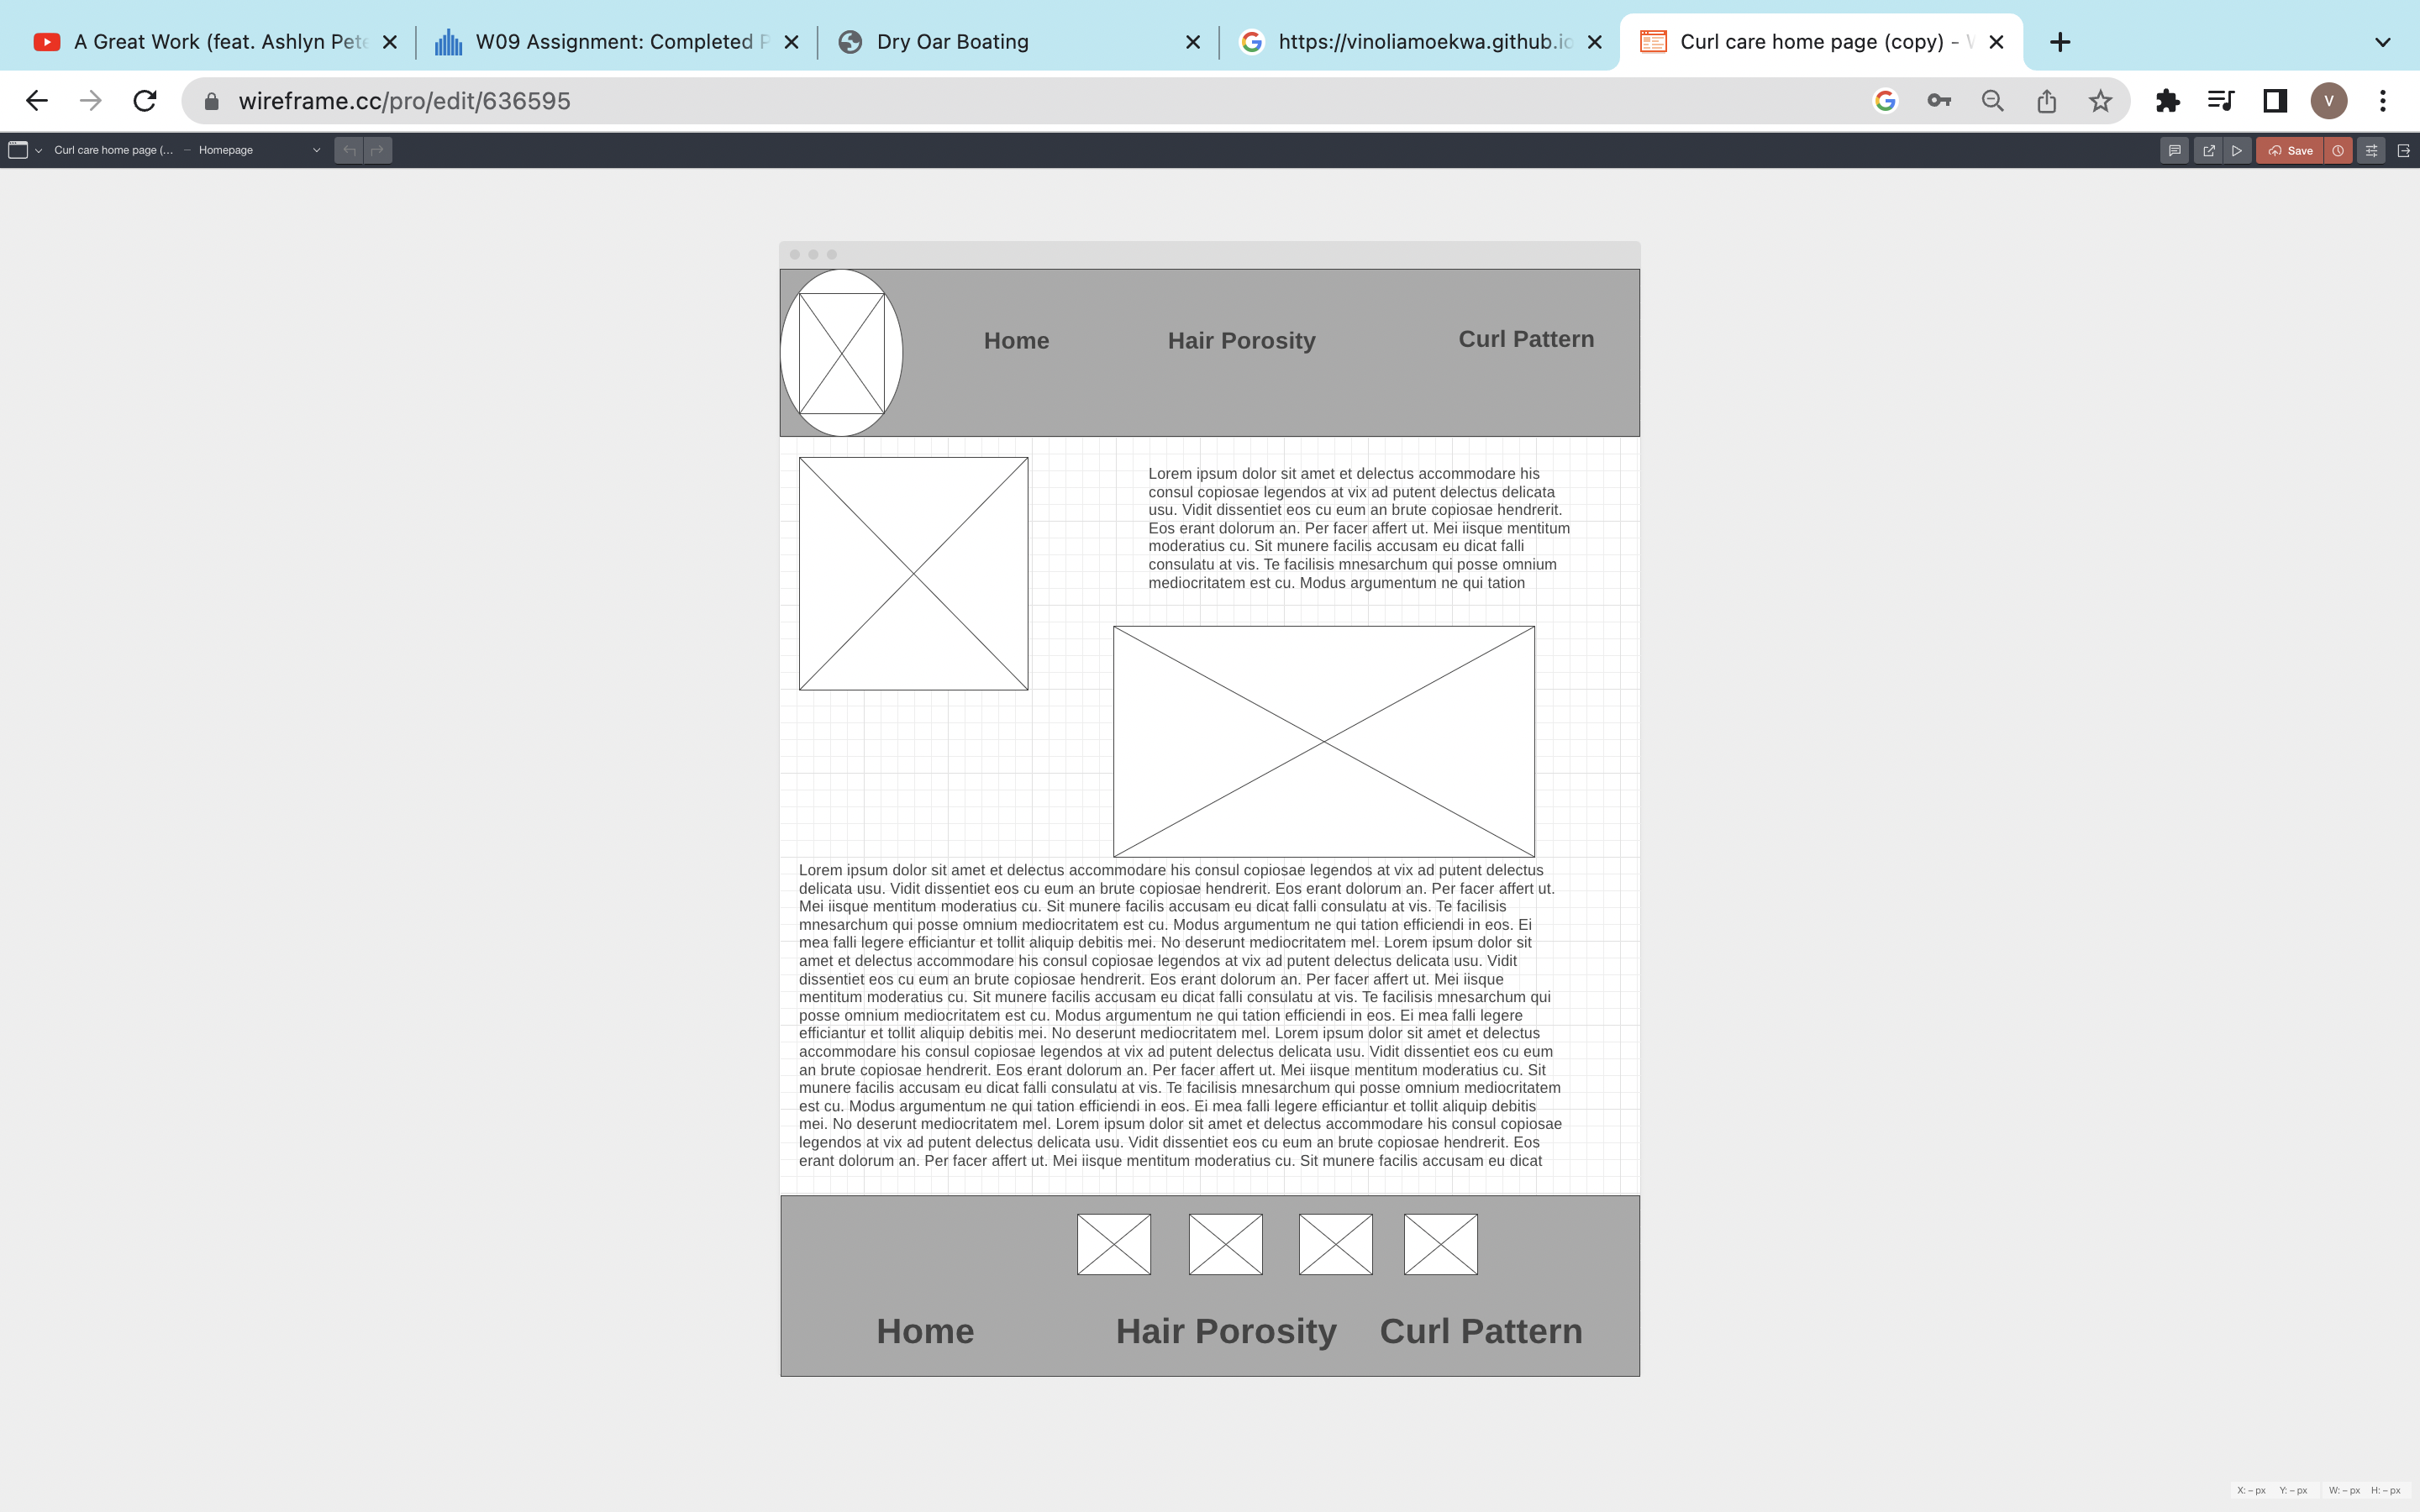 A Great Work (feat. Ashlyn Pete
W09 Assignment: Completed P
Dry Oar Boating
https://vinoliamoekwa.github.io
Curl care home page (copy) - W
wireframe.cc/pro/edit/636595
V
Curl care home page (... – Homepage
Save
Home
Hair Porosity
Curl Pattern
Lorem ipsum dolor sit amet et delectus accommodare his
consul copiosae legendos at vix ad putent delectus delicata
usu. Vidit dissentiet eos cu eum an brute copiosae hendrerit.
Eos erant dolorum an. Per facer affert ut. Mei iisque mentitum
moderatius cu. Sit munere facilis accusam eu dicat falli
consulatu at vis. Te facilisis mnesarchum qui posse omnium
mediocritatem est cu. Modus argumentum ne qui tation
Lorem ipsum dolor sit amet et delectus accommodare his consul copiosae legendos at vix ad putent delectus
delicata usu. Vidit dissentiet eos cu eum an brute copiosae hendrerit. Eos erant dolorum an. Per facer affert ut.
Mei iisque mentitum moderatius cu. Sit munere facilis accusam eu dicat falli consulatu at vis. Te facilisis
mnesarchum qui posse omnium mediocritatem est cu. Modus argumentum ne qui tation efficiendi in eos. Ei
mea falli legere efficiantur et tollit aliquip debitis mei. No deserunt mediocritatem mel. Lorem ipsum dolor sit
amet et delectus accommodare his consul copiosae legendos at vix ad putent delectus delicata usu. Vidit
dissentiet eos cu eum an brute copiosae hendrerit. Eos erant dolorum an. Per facer affert ut. Mei iisque
mentitum moderatius cu. Sit munere facilis accusam eu dicat falli consulatu at vis. Te facilisis mnesarchum qui
posse omnium mediocritatem est cu. Modus argumentum ne qui tation efficiendi in eos. Ei mea falli legere
efficiantur et tollit aliquip debitis mei. No deserunt mediocritatem mel. Lorem ipsum dolor sit amet et delectus
accommodare his consul copiosae legendos at vix ad putent delectus delicata usu. Vidit dissentiet eos cu eum
an brute copiosae hendrerit. Eos erant dolorum an. Per facer affert ut. Mei iisque mentitum moderatius cu. Sit
munere facilis accusam eu dicat falli consulatu at vis. Te facilisis mnesarchum qui posse omnium mediocritatem
est cu. Modus argumentum ne qui tation efficiendi in eos. Ei mea falli legere efficiantur et tollit aliquip debitis
mei. No deserunt mediocritatem mel. Lorem ipsum dolor sit amet et delectus accommodare his consul copiosae
legendos at vix ad putent delectus delicata usu. Vidit dissentiet eos cu eum an brute copiosae hendrerit. Eos
erant dolorum an. Per facer affert ut. Mei iisque mentitum moderatius cu. Sit munere facilis accusam eu dicat
Home
Hair Porosity
Curl Pattern
X: – px Y: – px W: – px H: – px